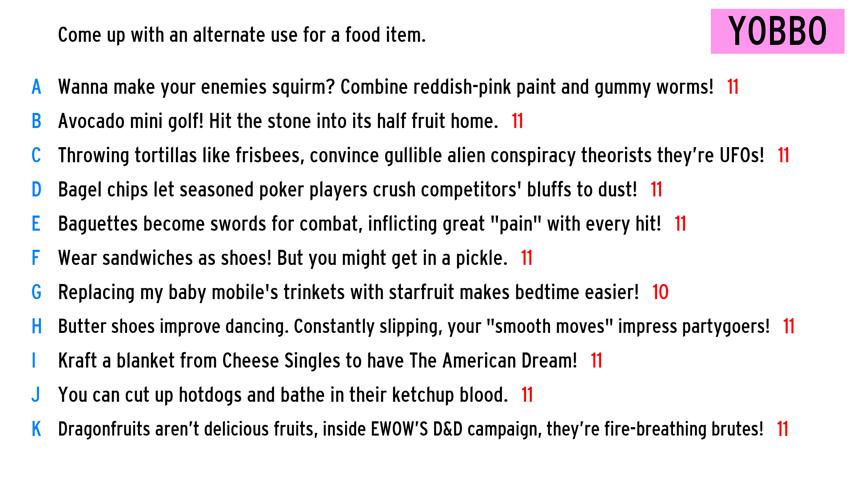 Come up with an alternate use for a food item.
YOBBO
A Wanna make your enemies squirm? Combine reddish-pink paint and gummy worms! 11
B Avocado mini golf! Hit the stone into its half fruit home. 11
C Throwing tortillas like frisbees, convince gullible alien conspiracy theorists they’re UFOs! 11
D Bagel chips let seasoned poker players crush competitors' bluffs to dust! 11
E Baguettes become swords for combat, inflicting great "pain" with every hit! 11
F Wear sandwiches as shoes! But you might get in a pickle. 11
G Replacing my baby mobile's trinkets with starfruit makes bedtime easier! 10
H Butter shoes improve dancing. Constantly slipping, your "smooth moves" impress partygoers! 11
I Kraft a blanket from Cheese Singles to have The American Dream! 11
J You can cut up hotdogs and bathe in their ketchup blood. 11
K Dragonfruits aren’t delicious fruits, inside EWOW’S D&D campaign, they’re fire-breathing brutes! 11